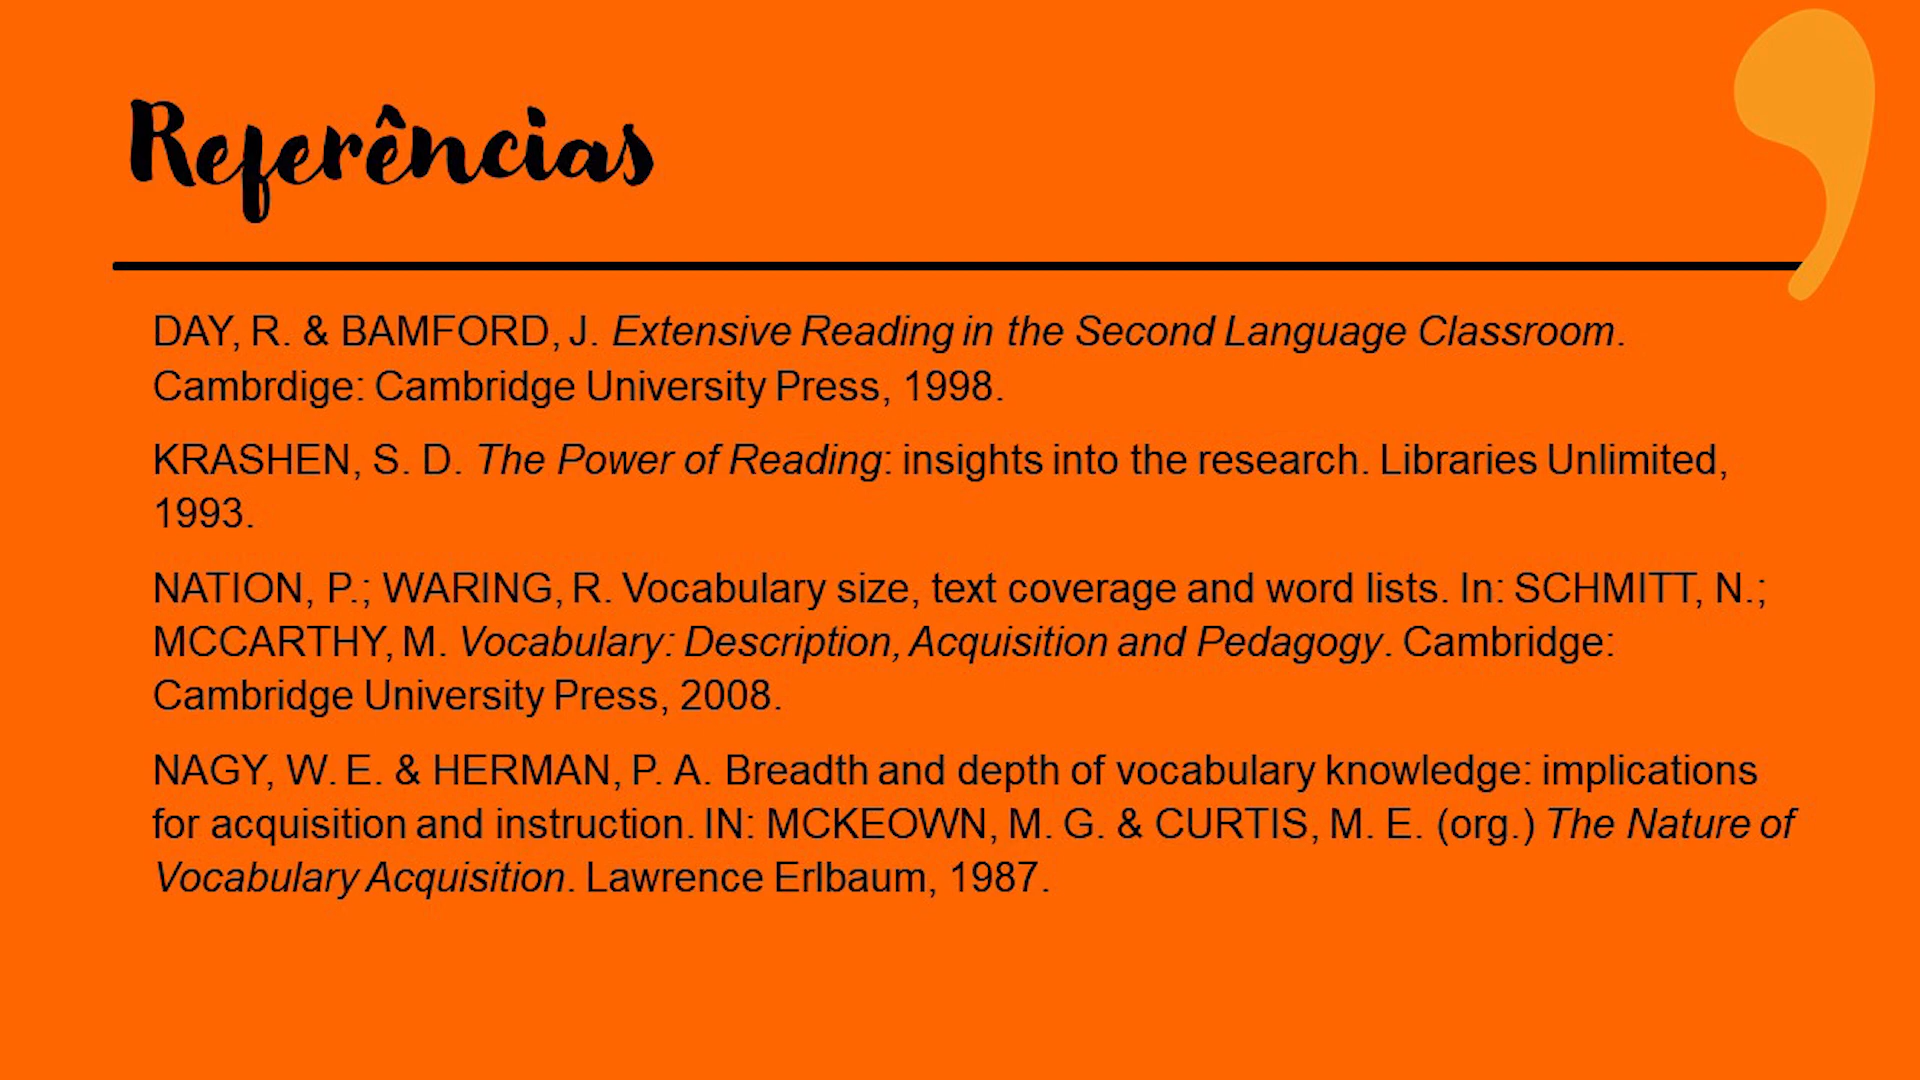 Referências
DAY, R. & BAMFORD, J. Extensive Reading in the Second Language Classroom.
Cambrdige: Cambridge University Press, 1998.
KRASHEN, S. D. The Power of Reading: insights into the research. Libraries Unlimited,
1993.
NATION, P.; WARING, R. Vocabulary size, text coverage and word lists. In: SCHMITT, N.;
MCCARTHY, M. Vocabulary: Description, Acquisition and Pedagogy. Cambridge:
Cambridge University Press, 2008.
NAGY, W. E. & HERMAN, P. A. Breadth and depth of vocabulary knowledge: implications
for acquisition and instruction. IN: MCKEOWN, M. G. & CURTIS, M. E. (org.) The Nature of
Vocabulary Acquisition. Lawrence Erlbaum, 1987.